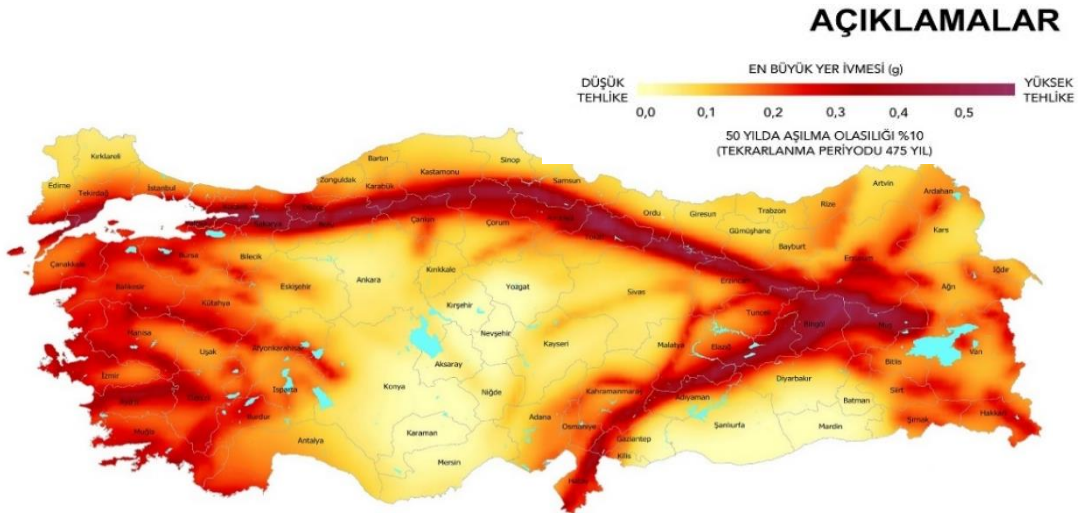 AÇIKLAMALAR
EN BÜYÜK YER İVMESİ (g)
DÜŞÜK TEHLİKE
YÜKSEK TEHLİKE
0,0 0,1 0,2 0,3 0,4 0,5
50 YILDA AŞILMA OLASILIĞI %10
(TEKRARLANMA PERİYODU 475 YIL)
Kırklareli
Edirne
Tekirdağ
İstanbul
Zonguldak
Bartın
Karabük
Kastamonu
Sinop
Samsun
Ordu
Giresun
Trabzon
Rize
Artvin
Ardahan
Kars
Gümüşhane
Bayburt
Erzurum
Erzincan
Iğdır
Ağrı
Çanakkale
Bursa
Bilecik
Balıkesir
Kütahya
Eskişehir
Ankara
Çankırı
Çorum
Kırıkkale
Yozgat
Sivas
Kırşehir
Nevşehir
Kayseri
Aksaray
Tunceli
Bingöl
Muş
Elazığ
Malatya
Bitlis
Van
Manisa
Uşak
Afyonkarahisar
İzmir
Isparta
Burdur
Muğla
Antalya
Konya
Niğde
Karaman
Mersin
Adana
Kahramanmaraş
Osmaniye
Gaziantep
Kilis
Hatay
Adıyaman
Şanlıurfa
Diyarbakır
Batman
Mardin
Siirt
Şırnak
Hakkari